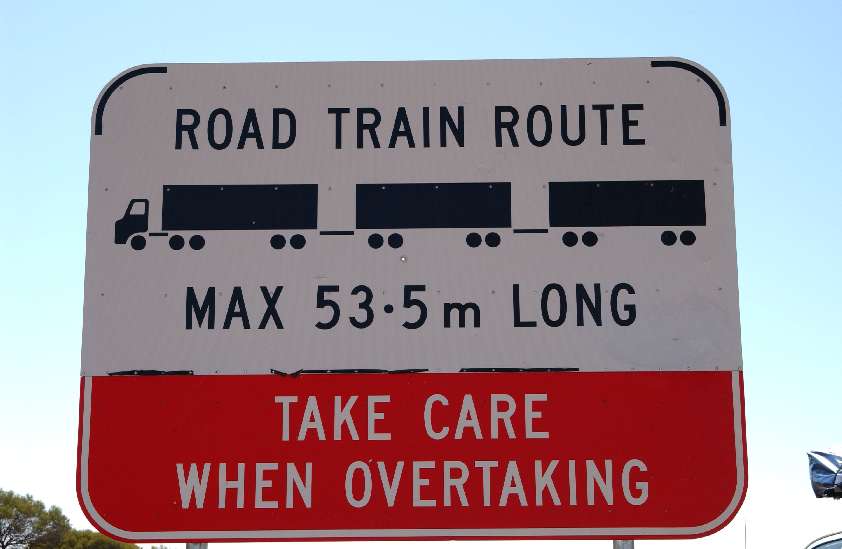 ROAD TRAIN ROUTE
MAX 53·5m LONG
TAKE CARE
WHEN OVERTAKING